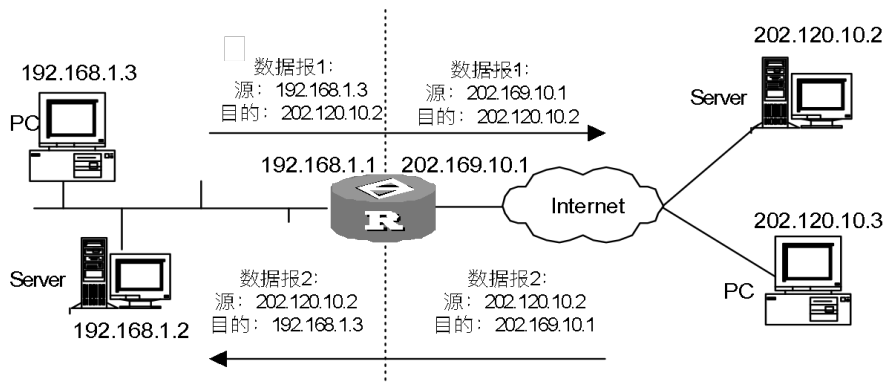 202.120.10.2
192.168.1.3
PC
数据报1：
源：192.168.1.3
目的：202.120.10.2
数据报1：
源：202.169.10.1
目的：202.120.10.2
Server
192.168.1.1
202.169.10.1
R
Internet
202.120.10.3
PC
Server
192.168.1.2
数据报2：
源：202.120.10.2
目的：192.168.1.3
数据报2：
源：202.120.10.2
目的：202.169.10.1